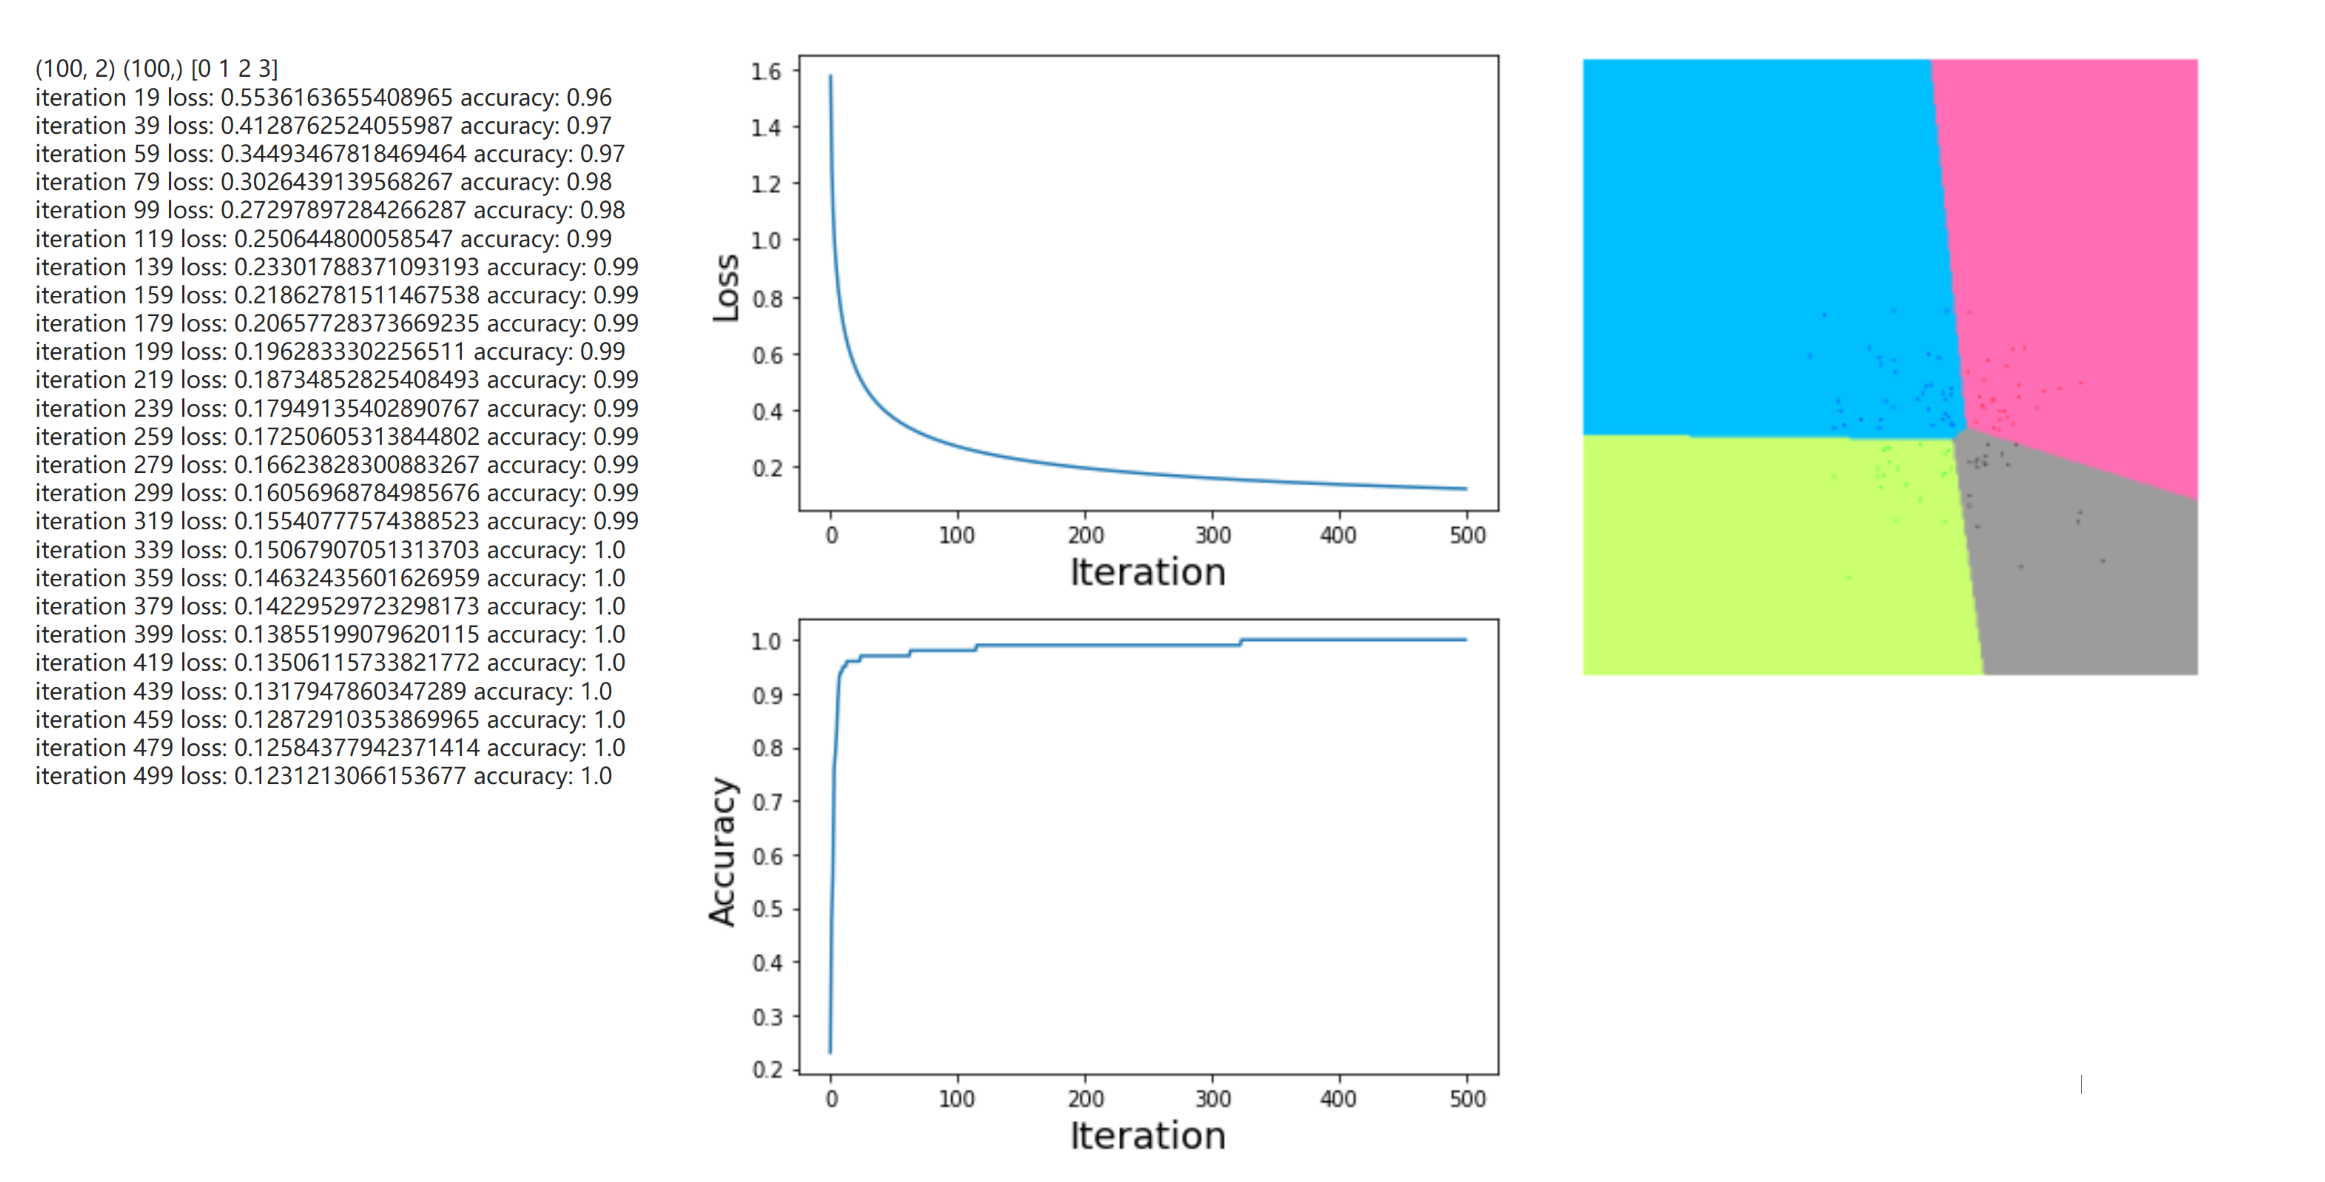 (100, 2) (100,) [0 1 2 3]
iteration 19 loss: 0.5536163655408965 accuracy: 0.96
iteration 39 loss: 0.4128762524055987 accuracy: 0.97
iteration 59 loss: 0.34493467818469464 accuracy: 0.97
iteration 79 loss: 0.3026439139568267 accuracy: 0.98
iteration 99 loss: 0.27297897284266287 accuracy: 0.98
iteration 119 loss: 0.250644800058547 accuracy: 0.99
iteration 139 loss: 0.23301788371093193 accuracy: 0.99
iteration 159 loss: 0.21862781511467538 accuracy: 0.99
iteration 179 loss: 0.20657728373669235 accuracy: 0.99
iteration 199 loss: 0.1962833302256511 accuracy: 0.99
iteration 219 loss: 0.18734852825408493 accuracy: 0.99
iteration 239 loss: 0.17949135402890767 accuracy: 0.99
iteration 259 loss: 0.17250605313844802 accuracy: 0.99
iteration 279 loss: 0.16623828300883267 accuracy: 0.99
iteration 299 loss: 0.16056968784985676 accuracy: 0.99
iteration 319 loss: 0.15540777574388523 accuracy: 0.99
iteration 339 loss: 0.15067907051313703 accuracy: 1.0
iteration 359 loss: 0.14632435601626959 accuracy: 1.0
iteration 379 loss: 0.14229529723298173 accuracy: 1.0
iteration 399 loss: 0.13855199079620115 accuracy: 1.0
iteration 419 loss: 0.13506115733821772 accuracy: 1.0
iteration 439 loss: 0.1317947860347289 accuracy: 1.0
iteration 459 loss: 0.12872910353869965 accuracy: 1.0
iteration 479 loss: 0.12584377942371414 accuracy: 1.0
iteration 499 loss: 0.1231213066153677 accuracy: 1.0
Loss
1.6
1.4
1.2
1.0
0.8
0.6
0.4
0.2
0 100 200 300 400 500
Iteration
Accuracy
1.0
0.9
0.8
0.7
0.6
0.5
0.4
0.3
0.2
0 100 200 300 400 500
Iteration